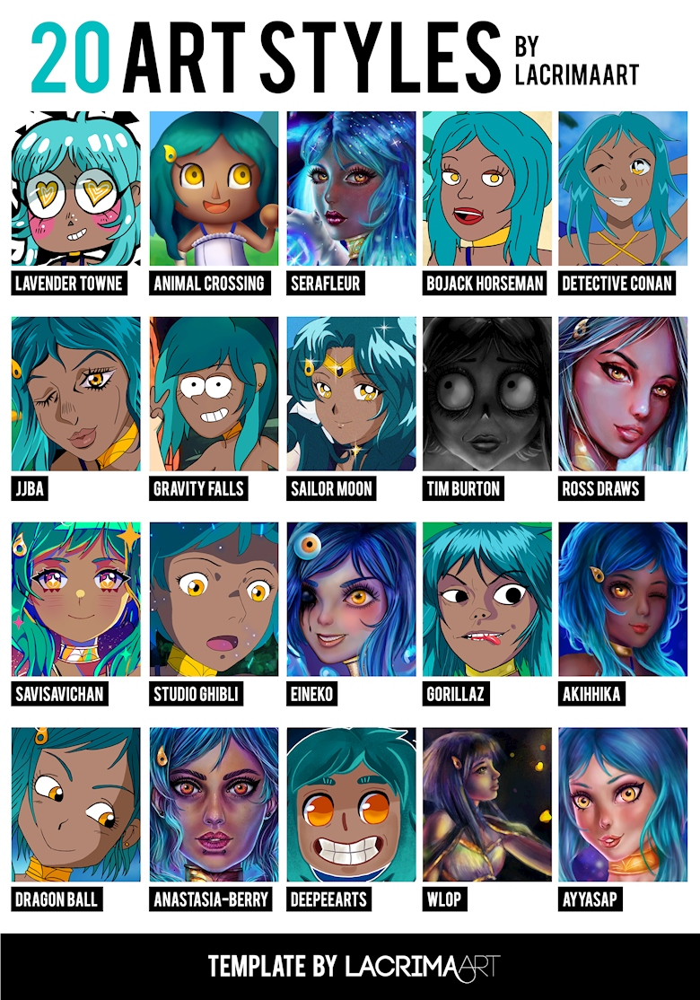 20 ART STYLES BY
LACRIMAART
LAVENDER TOWNE
ANIMAL CROSSING
SERAFLEUR
BOJACK HORSEMAN
DETECTIVE CONAN
JJBA
GRAVITY FALLS
SAILOR MOON
TIM BURTON
ROSS DRAWS
SAVISAVICHAN
STUDIO GHIBLI
EINEKO
GORILLAZ
AKIHHIKA
DRAGON BALL
ANASTASIA-BERRY
DEEPEEARTS
WLOP
AYYASAP
TEMPLATE BY LACRIMAART